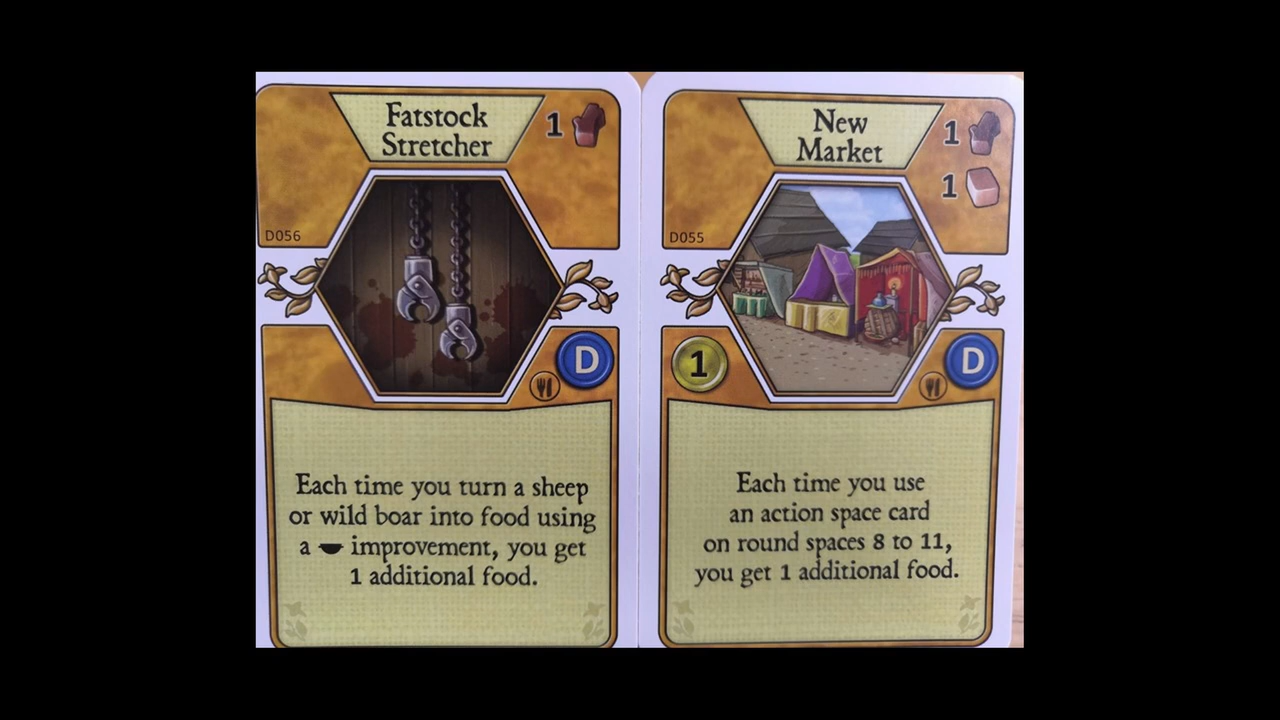 Fatstock
Stretcher
1
D056
D
Each time you turn a sheep
or wild boar into food using
a improvement, you get
1 additional food.
New
Market
1
1
D055
1
D
Each time you use
an action space card
on round spaces 8 to 11,
you get 1 additional food.